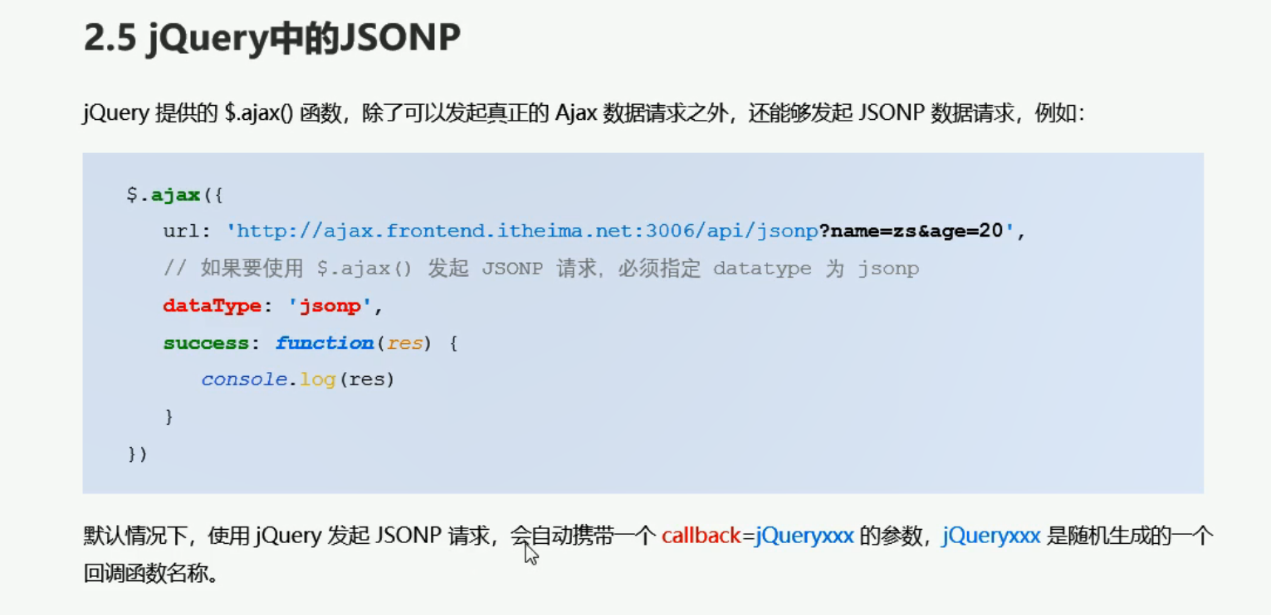 2.5 jQuery中的JSONP
jQuery 提供的 $.ajax() 函数，除了可以发起真正的 Ajax 数据请求之外，还能够发起 JSONP 数据请求，例如：
$.ajax({
url: 'http://ajax.frontend.itheima.net:3006/api/jsonp?name=zs&age=20',
// 如果要使用 $.ajax() 发起 JSONP 请求，必须指定 datatype 为 jsonp
dataType: 'jsonp',
success: function(res) {
console.log(res)
}
})
默认情况下，使用 jQuery 发起 JSONP 请求，会自动携带一个 callback=jQueryxxx 的参数，jQueryxxx 是随机生成的一个
回调函数名称。